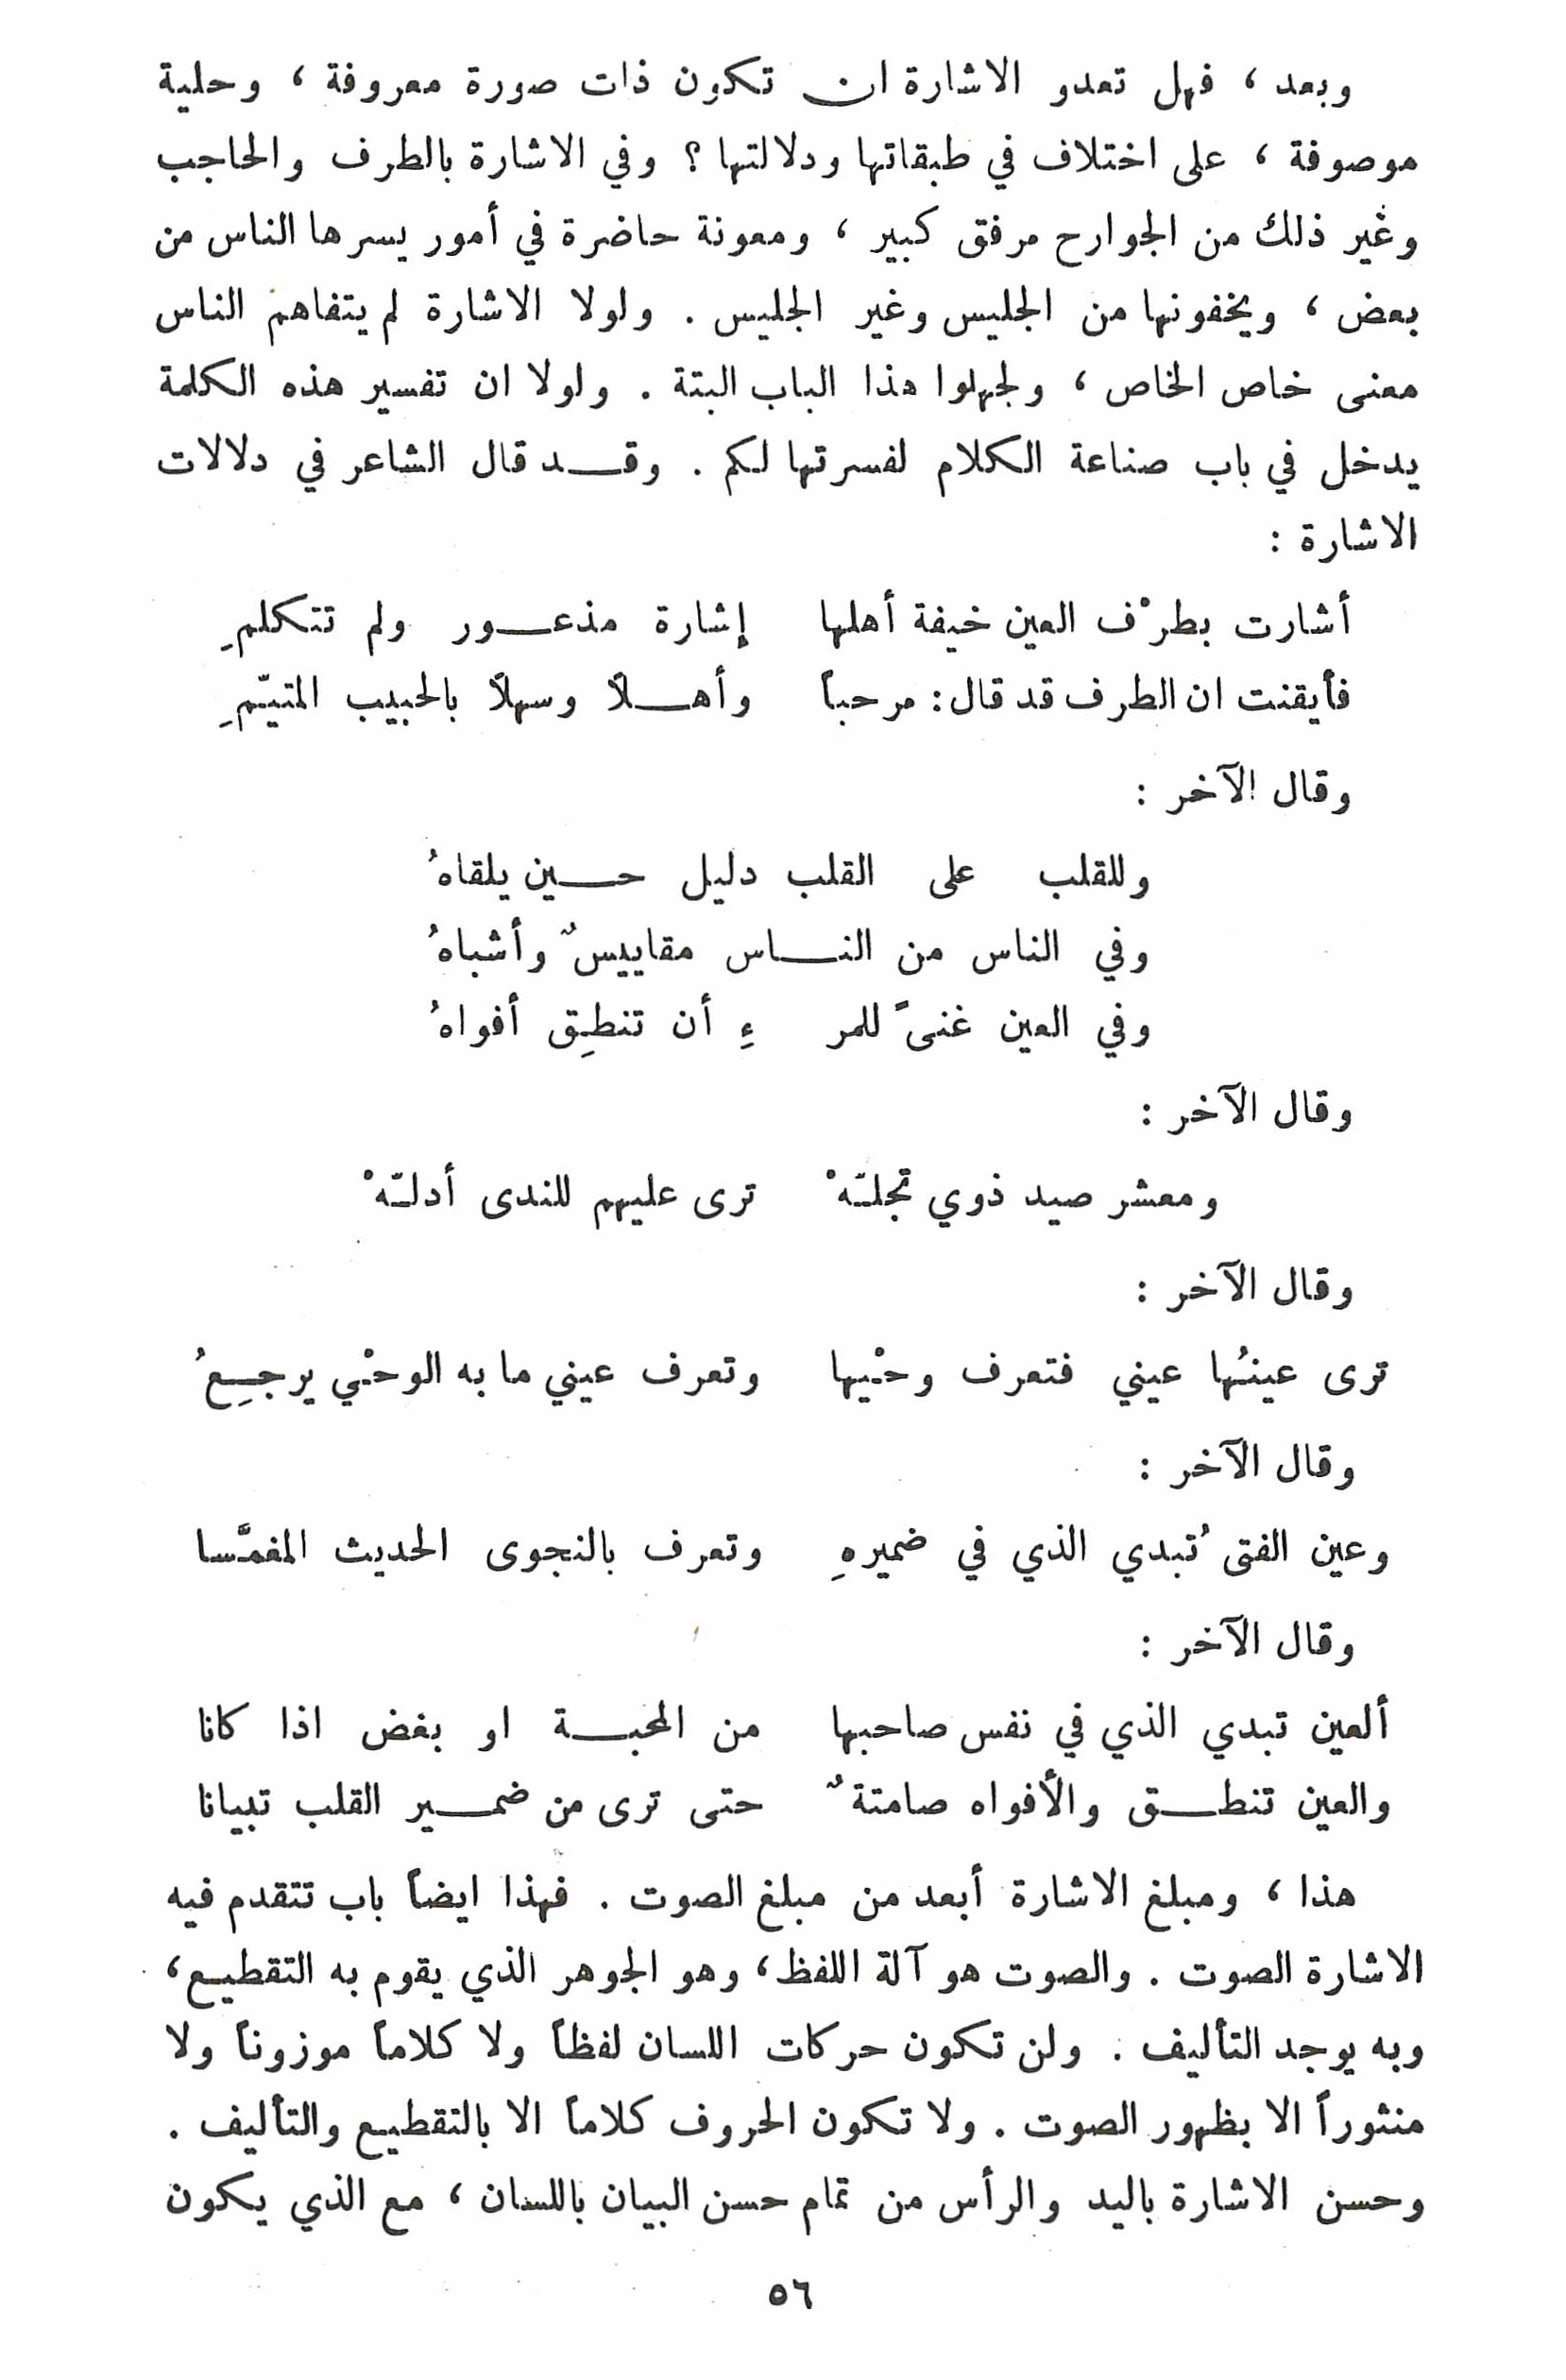 وبعد ، فهل تعدو الاشارة ان تكون ذات صورة معروفة ، وحلية
موصوفة ، على اختلاف في طبقاتها ودلالتها ؟ وفي الاشارة بالطرف والحاجب
وغير ذلك من الجوارح مرفق كبير ، ومعونة حاضرة في أمور يسرها الناس من
بعض ، ويخفونها من الجليس وغير الجليس . ولولا الاشارة لم يتفاهم الناس
معنى خاص الخاص ، ولجهلوا هذا الباب البتة . ولولا ان تفسير هذه الكلمة
يدخل في باب صناعة الكلام لفسرتها لكم . وقد قال الشاعر في دلالات
الاشارة :
أشارت بطرْف العين خيفة أهلها إشارة مذعور ولم تتكلمِ
فأيقنت ان الطرف قد قال : مرحباً وأهلًا وسهلًا بالحبيب المتيّمِ
وقال الآخر :
وللقلب على القلب دليل حين يلقاهُ
وفي الناس من الناس مقاييسٌ وأشباهُ
وفي العين غنىً للمر ءِ أن تنطِق أفواهُ
وقال الآخر :
ومعشر صيد ذوي تجلّهْ ترى عليهم للندى أدلّهْ
وقال الآخر :
ترى عينُها عيني فتعرف وحْيها وتعرف عيني ما به الوحْي يرجِعُ
وقال الآخر :
وعين الفتى تُبدي الذي في ضميرهِ وتعرف بالنجوى الحديث المغمَّسا
وقال الآخر :
ألعين تبدي الذي في نفس صاحبها من المحبة او بغض اذا كانا
والعين تنطق والأفواه صامتةٌ حتى ترى من ضمير القلب تبيانا
هذا ، ومبلغ الاشارة أبعد من مبلغ الصوت . فهذا ايضاً باب تتقدم فيه
الاشارة الصوت . والصوت هو آلة اللفظ ، وهو الجوهر الذي يقوم به التقطيع ،
وبه يوجد التأليف . ولن تكون حركات اللسان لفظاً ولا كلاماً موزوناً ولا
منثوراً الا بظهور الصوت . ولا تكون الحروف كلاماً الا بالتقطيع والتأليف .
وحسن الاشارة باليد والرأس من تمام حسن البيان باللسان ، مع الذي يكون
٥٦